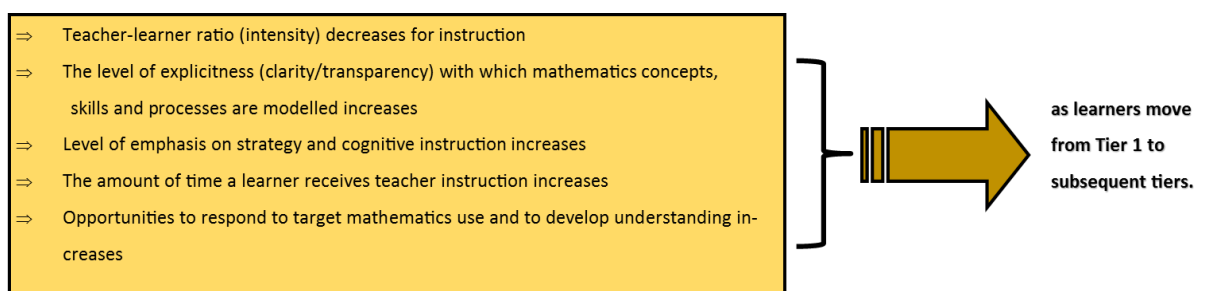 ⇒ Teacher-learner ratio (intensity) decreases for instruction
⇒ The level of explicitness (clarity/transparency) with which mathematics concepts,
skills and processes are modelled increases
⇒ Level of emphasis on strategy and cognitive instruction increases
⇒ The amount of time a learner receives teacher instruction increases
⇒ Opportunities to respond to target mathematics use and to develop understanding in-
creases
as learners move
from Tier 1 to
subsequent tiers.